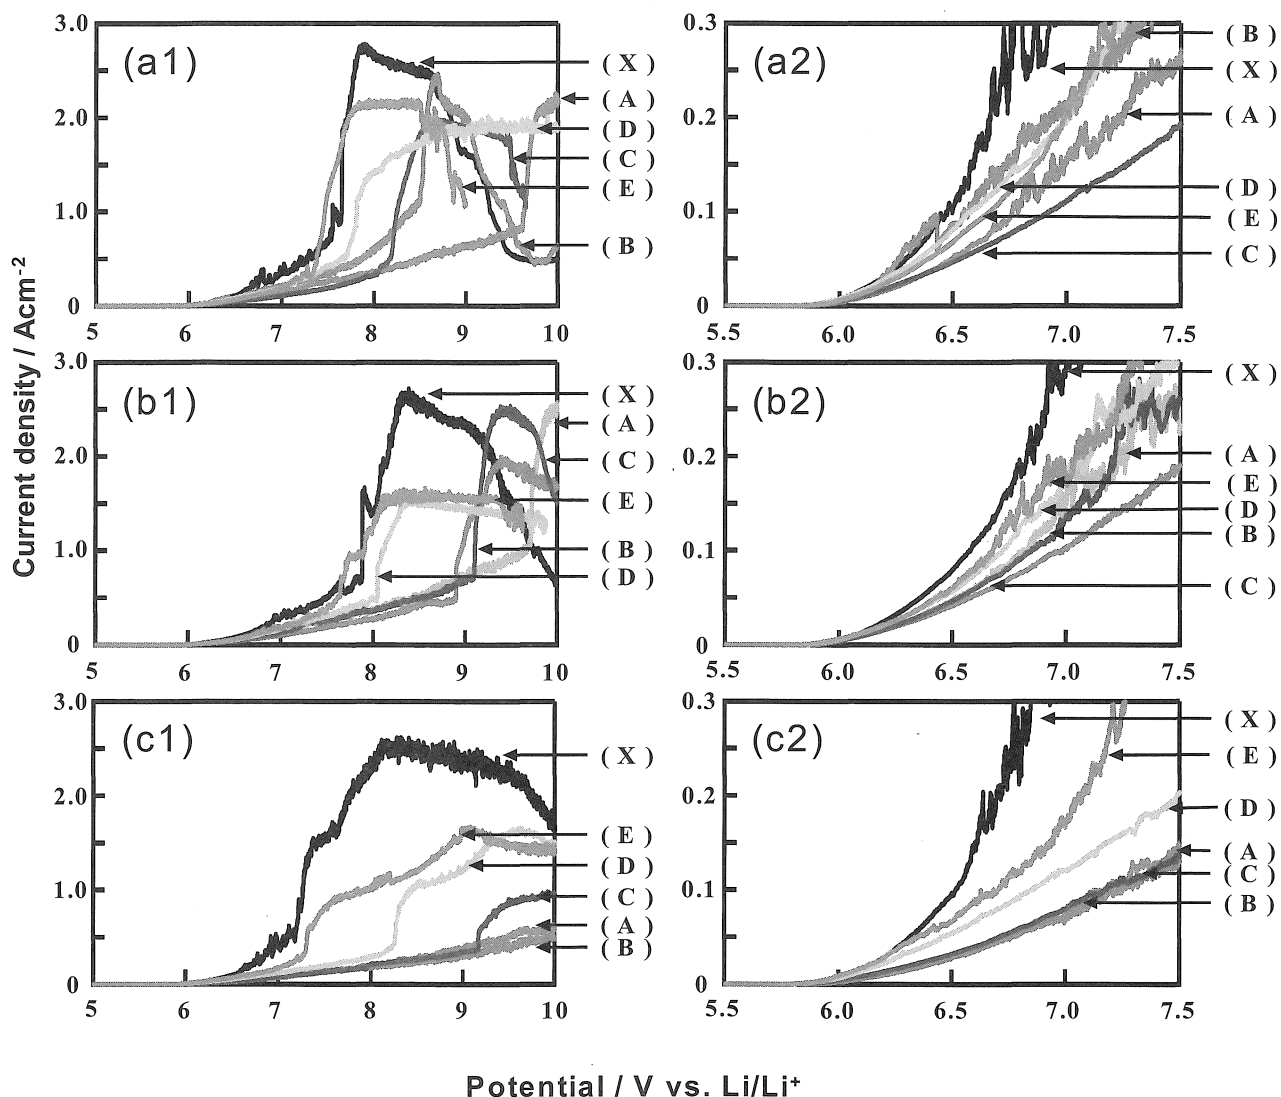 (a1)
3.0
2.0
1.0
0
5 6 7 8 9 10
( X )
( A )
( D )
( C )
( E )
( B )
(a2)
0.3
0.2
0.1
0
5.5 6.0 6.5 7.0 7.5
( B )
( X )
( A )
( D )
( E )
( C )
Current density / Acm-2
(b1)
3.0
2.0
1.0
0
5 6 7 8 9 10
( X )
( A )
( C )
( E )
( B )
( D )
(b2)
0.3
0.2
0.1
0
5.5 6.0 6.5 7.0 7.5
( X )
( A )
( E )
( D )
( B )
( C )
(c1)
3.0
2.0
1.0
0
5 6 7 8 9 10
( X )
( E )
( D )
( C )
( A )
( B )
(c2)
0.3
0.2
0.1
0
5.5 6.0 6.5 7.0 7.5
( X )
( E )
( D )
( A )
( C )
( B )
Potential / V vs. Li/Li+